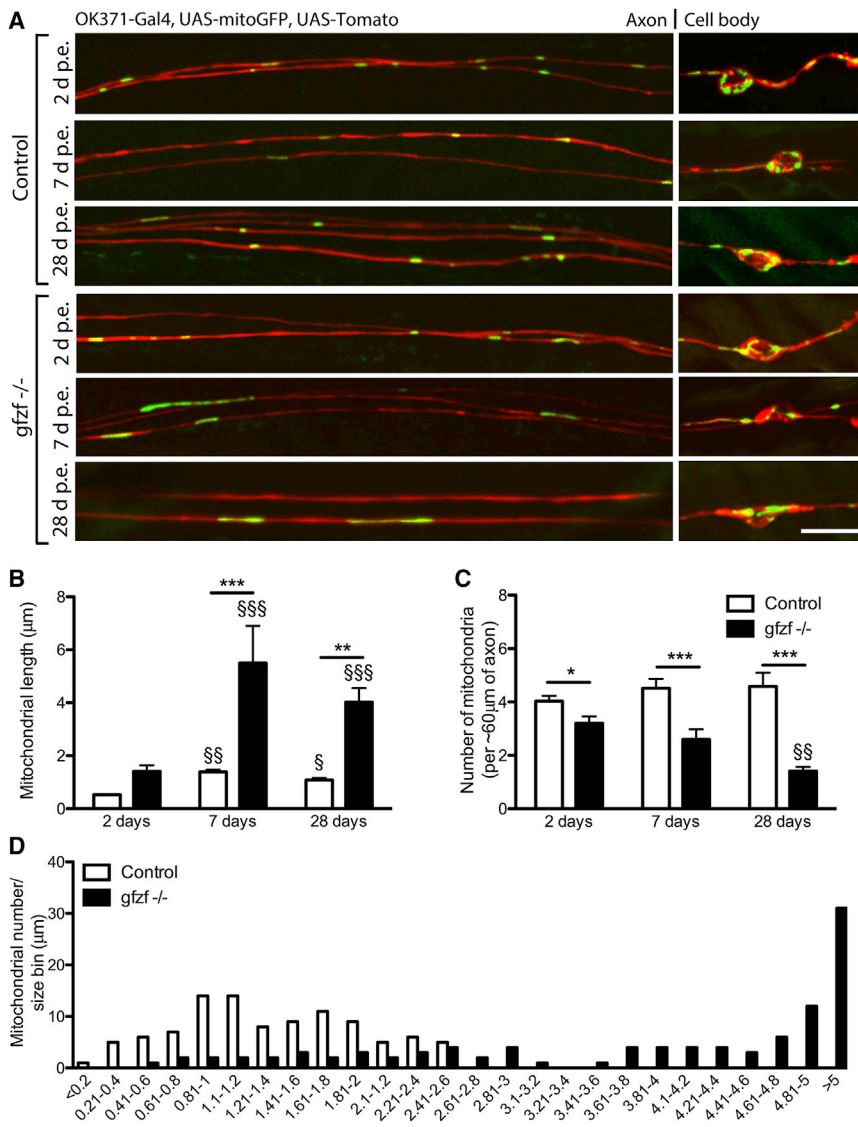 A
OK371-Gal4, UAS-mitoGFP, UAS-Tomato
Axon
Cell body
Control
2 d p.e.
7 d p.e.
28 d p.e.
gfzf -/-
2 d p.e.
7 d p.e.
28 d p.e.
B
Mitochondrial length (μm)
8
6
4
2
0
***
§§§
**
§§§
§§
§
2 days
7 days
28 days
C
Number of mitochondria
(per ~60μm of axon)
8
6
4
2
0
Control
gfzf -/-
*
***
***
§§
2 days
7 days
28 days
D
Mitochondrial number/
size bin (μm)
40
30
20
10
0
Control
gfzf -/-
<0.2
0.21-0.4
0.41-0.6
0.61-0.8
0.81-1
1.1-1.2
1.21-1.4
1.41-1.6
1.61-1.8
1.81-2
2.1-1.2
2.21-2.4
2.41-2.6
2.61-2.8
2.81-3
3.1-3.2
3.21-3.4
3.41-3.6
3.61-3.8
3.81-4
4.1-4.2
4.21-4.4
4.41-4.6
4.61-4.8
4.81-5
>5